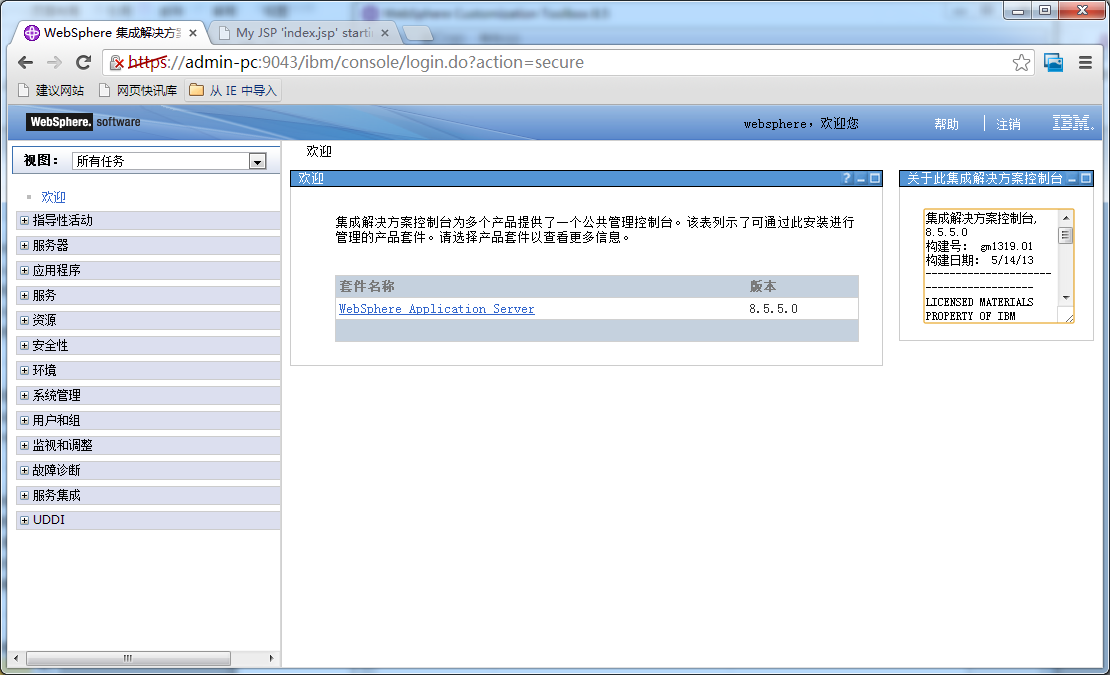 WebSphere Customization Toolbox 8.5
WebSphere 集成解决方案
My JSP 'index.jsp' starti
https://admin-pc:9043/ibm/console/login.do?action=secure
建议网站 网页快讯库 从 IE 中导入
WebSphere. software websphere，欢迎您 帮助 注销 IBM.
视图： 所有任务
欢迎
指导性活动
服务器
应用程序
服务
资源
安全性
环境
系统管理
用户和组
监视和调整
故障诊断
服务集成
UDDI
欢迎
欢迎
集成解决方案控制台为多个产品提供了一个公共管理控制台。该表列示了可通过此安装进行
管理的产品套件。请选择产品套件以查看更多信息。
套件名称 版本
WebSphere Application Server 8.5.5.0
关于此集成解决方案控制台
集成解决方案控制台,
8.5.5.0
构建号： gm1319.01
构建日期： 5/14/13
---------------------
------------------
LICENSED MATERIALS
PROPERTY OF IBM